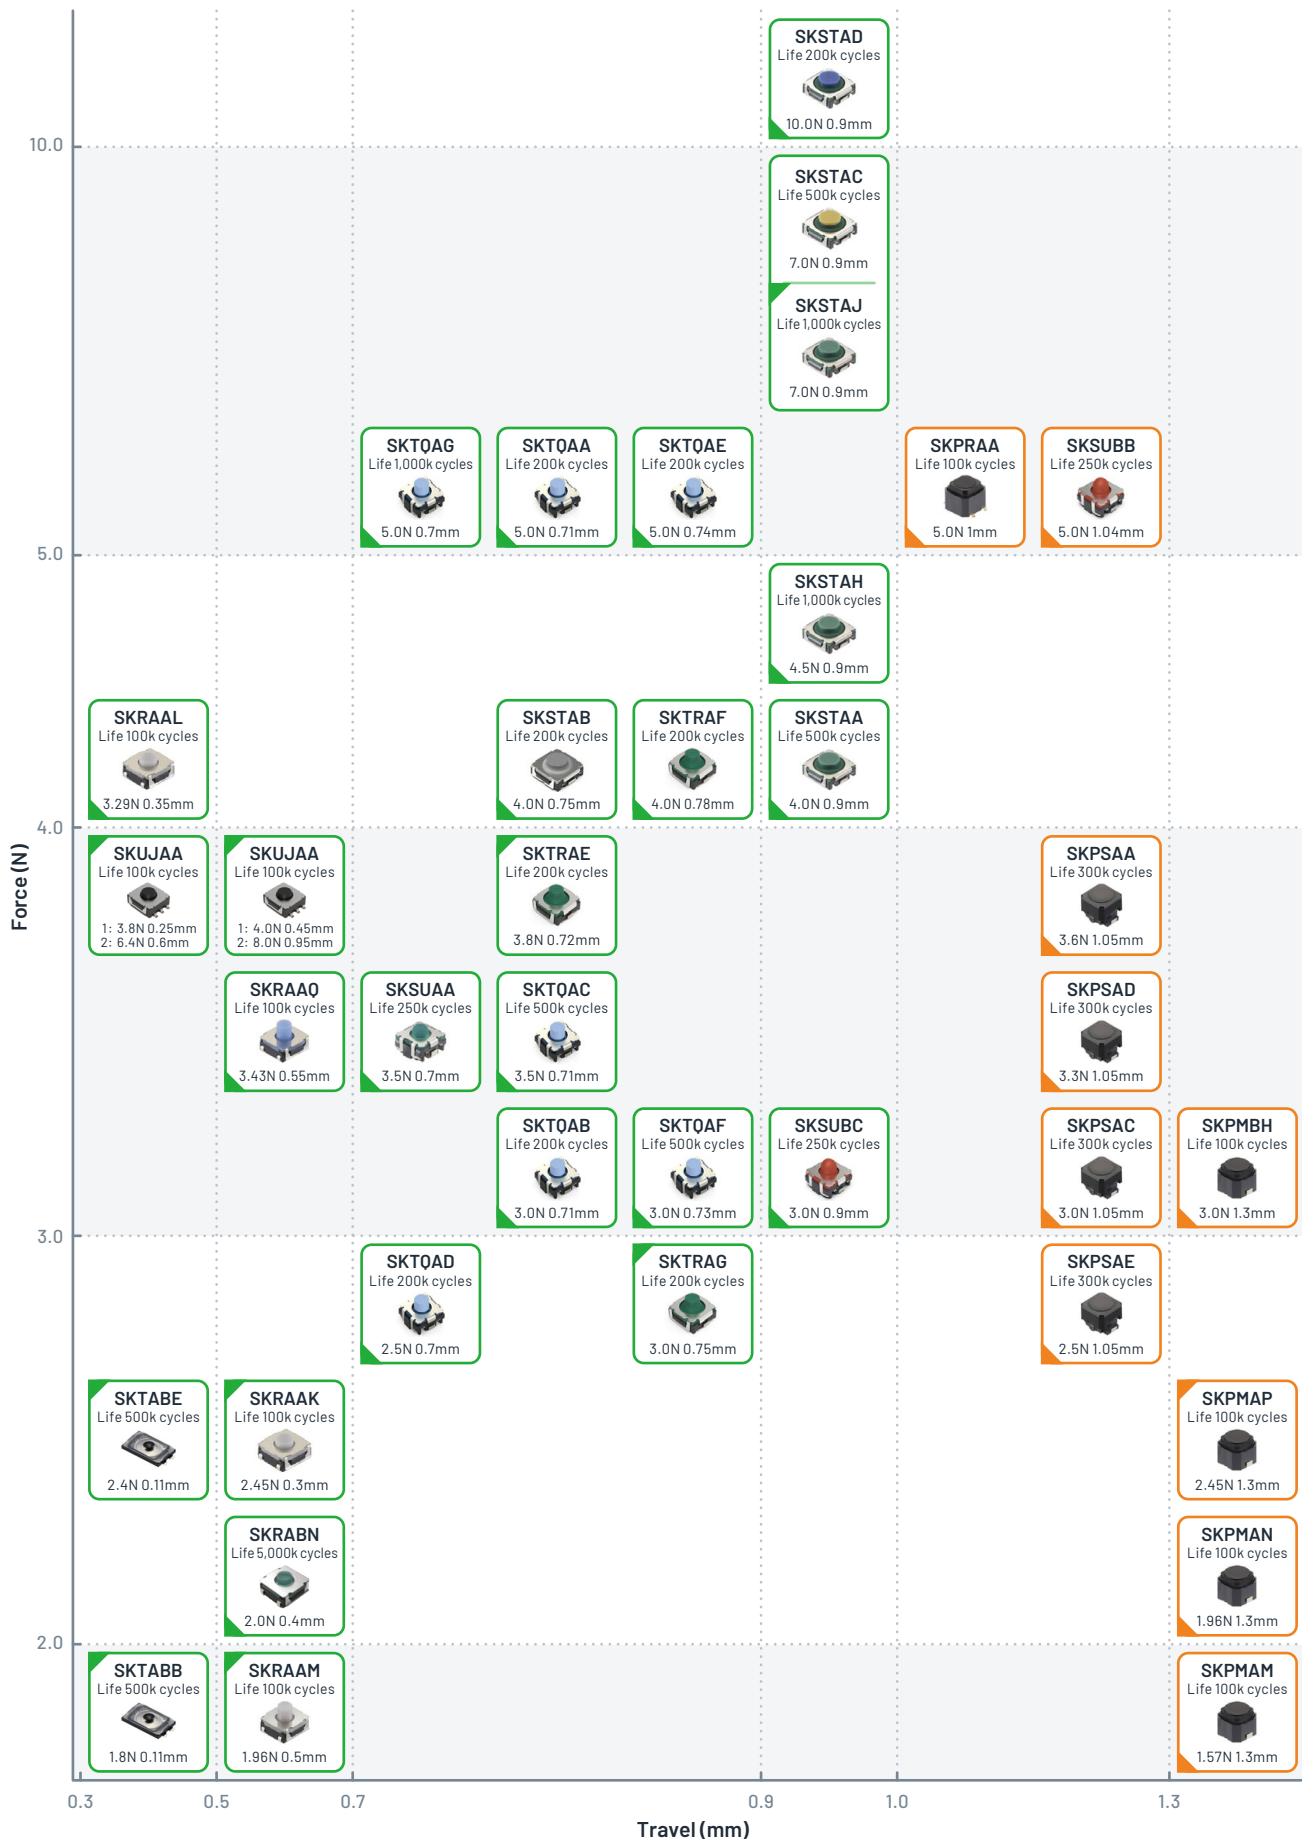 SKSTAD
Life 200k cycles
10.0N 0.9mm
10.0
SKSTAC
Life 500k cycles
7.0N 0.9mm
SKSTAJ
Life 1,000k cycles
7.0N 0.9mm
SKTQAG
Life 1,000k cycles
5.0N 0.7mm
SKTQAA
Life 200k cycles
5.0N 0.71mm
SKTQAE
Life 200k cycles
5.0N 0.74mm
SKPRAA
Life 100k cycles
5.0N 1mm
SKSUBB
Life 250k cycles
5.0N 1.04mm
5.0
SKSTAH
Life 1,000k cycles
4.5N 0.9mm
SKRAAL
Life 100k cycles
3.29N 0.35mm
SKSTAB
Life 200k cycles
4.0N 0.75mm
SKTRAF
Life 200k cycles
4.0N 0.78mm
SKSTAA
Life 500k cycles
4.0N 0.9mm
4.0
Force (N)
SKUJAA
Life 100k cycles
1: 3.8N 0.25mm
2: 6.4N 0.6mm
SKUJAA
Life 100k cycles
1: 4.0N 0.45mm
2: 8.0N 0.95mm
SKTRAE
Life 200k cycles
3.8N 0.72mm
SKPSAA
Life 300k cycles
3.6N 1.05mm
SKRAAQ
Life 100k cycles
3.43N 0.55mm
SKSUAA
Life 250k cycles
3.5N 0.7mm
SKTQAC
Life 500k cycles
3.5N 0.71mm
SKPSAD
Life 300k cycles
3.3N 1.05mm
SKTQAB
Life 200k cycles
3.0N 0.71mm
SKTQAF
Life 500k cycles
3.0N 0.73mm
SKSUBC
Life 250k cycles
3.0N 0.9mm
SKPSAC
Life 300k cycles
3.0N 1.05mm
SKPMBH
Life 100k cycles
3.0N 1.3mm
3.0
SKTQAD
Life 200k cycles
2.5N 0.7mm
SKTRAG
Life 200k cycles
3.0N 0.75mm
SKPSAE
Life 300k cycles
2.5N 1.05mm
SKTABE
Life 500k cycles
2.4N 0.11mm
SKRAAK
Life 100k cycles
2.45N 0.3mm
SKPMAP
Life 100k cycles
2.45N 1.3mm
SKRABN
Life 5,000k cycles
2.0N 0.4mm
SKPMAN
Life 100k cycles
1.96N 1.3mm
2.0
SKTABB
Life 500k cycles
1.8N 0.11mm
SKRAAM
Life 100k cycles
1.96N 0.5mm
SKPMAM
Life 100k cycles
1.57N 1.3mm
0.3 0.5 0.7 0.9 1.0 1.3
Travel (mm)